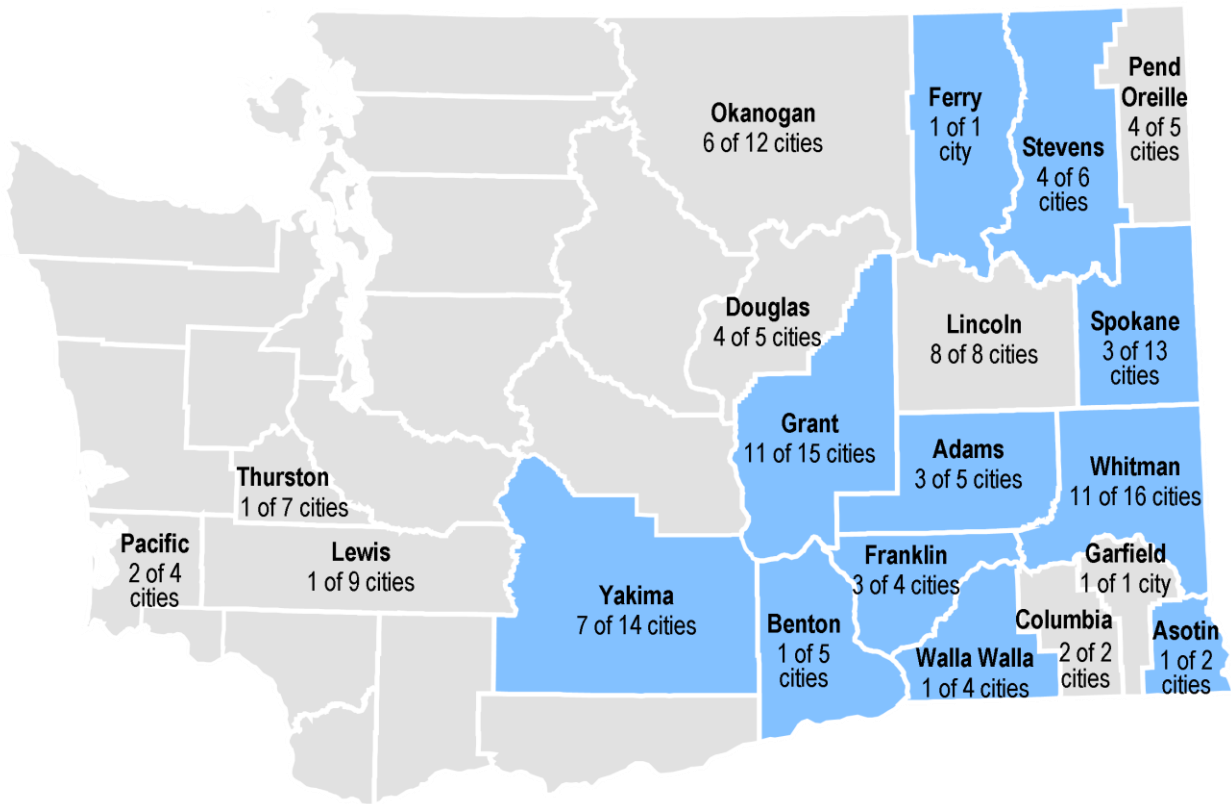 Okanogan
6 of 12 cities
Ferry
1 of 1
city
Stevens
4 of 6
cities
Pend
Oreille
4 of 5
cities
Douglas
4 of 5 cities
Lincoln
8 of 8 cities
Spokane
3 of 13
cities
Grant
11 of 15 cities
Adams
3 of 5 cities
Whitman
11 of 16 cities
Thurston
1 of 7 cities
Pacific
2 of 4
cities
Lewis
1 of 9 cities
Yakima
7 of 14 cities
Benton
1 of 5
cities
Franklin
3 of 4 cities
Garfield
1 of 1 city
Walla Walla
1 of 4 cities
Columbia
2 of 2
cities
Asotin
1 of 2
cities